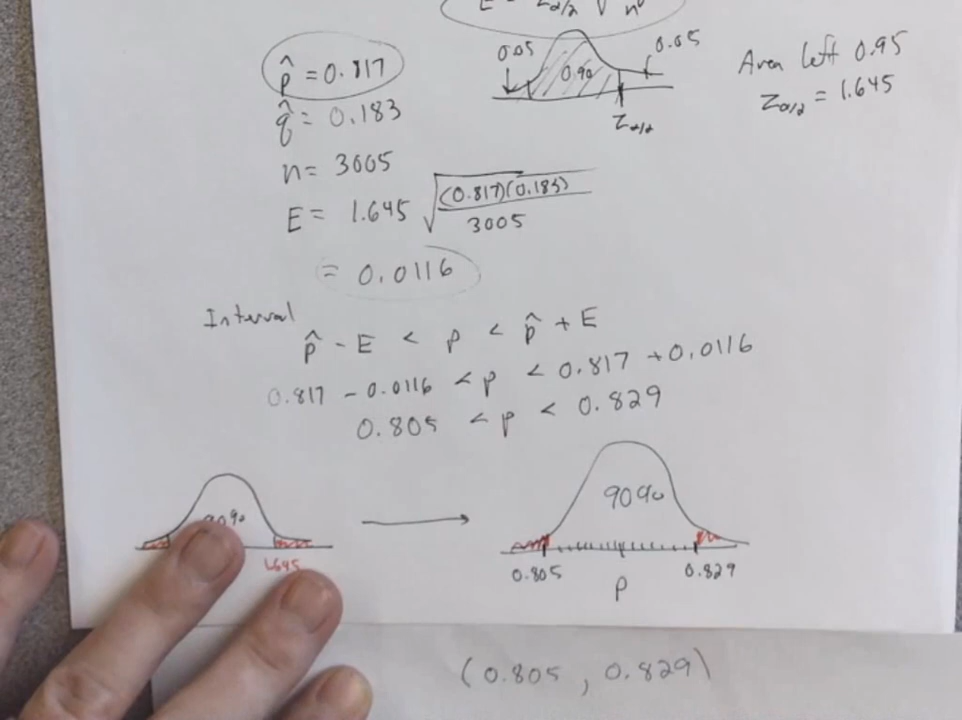 E = Zα/2 √ n
p̂ = 0.817
q̂ = 0.183
n = 3005
E = 1.645 √(0.817)(0.183)
3005
= 0.0116
0.05 0.90 0.05
Zα/2
Area left 0.95
Zα/2 = 1.645
Interval
p̂ - E < p < p̂ + E
0.817 - 0.0116 < p < 0.817 + 0.0116
0.805 < p < 0.829
1.645
90%
0.805 0.829
p
(0.805, 0.829)